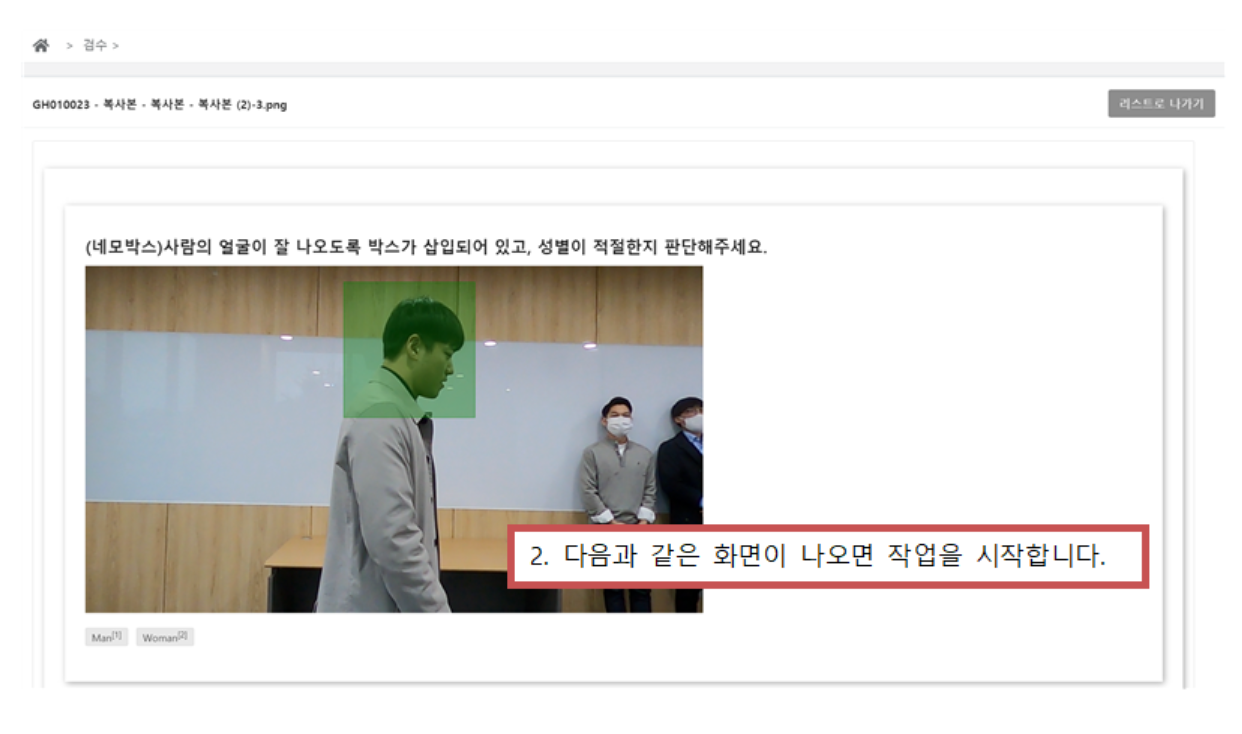 > 검수 >
GH010023 - 복사본 - 복사본 - 복사본 (2)-3.png
리스트로 나가기
(네모박스)사람의 얼굴이 잘 나오도록 박스가 삽입되어 있고, 성별이 적절한지 판단해주세요.
2. 다음과 같은 화면이 나오면 작업을 시작합니다.
Man[1] Woman[2]